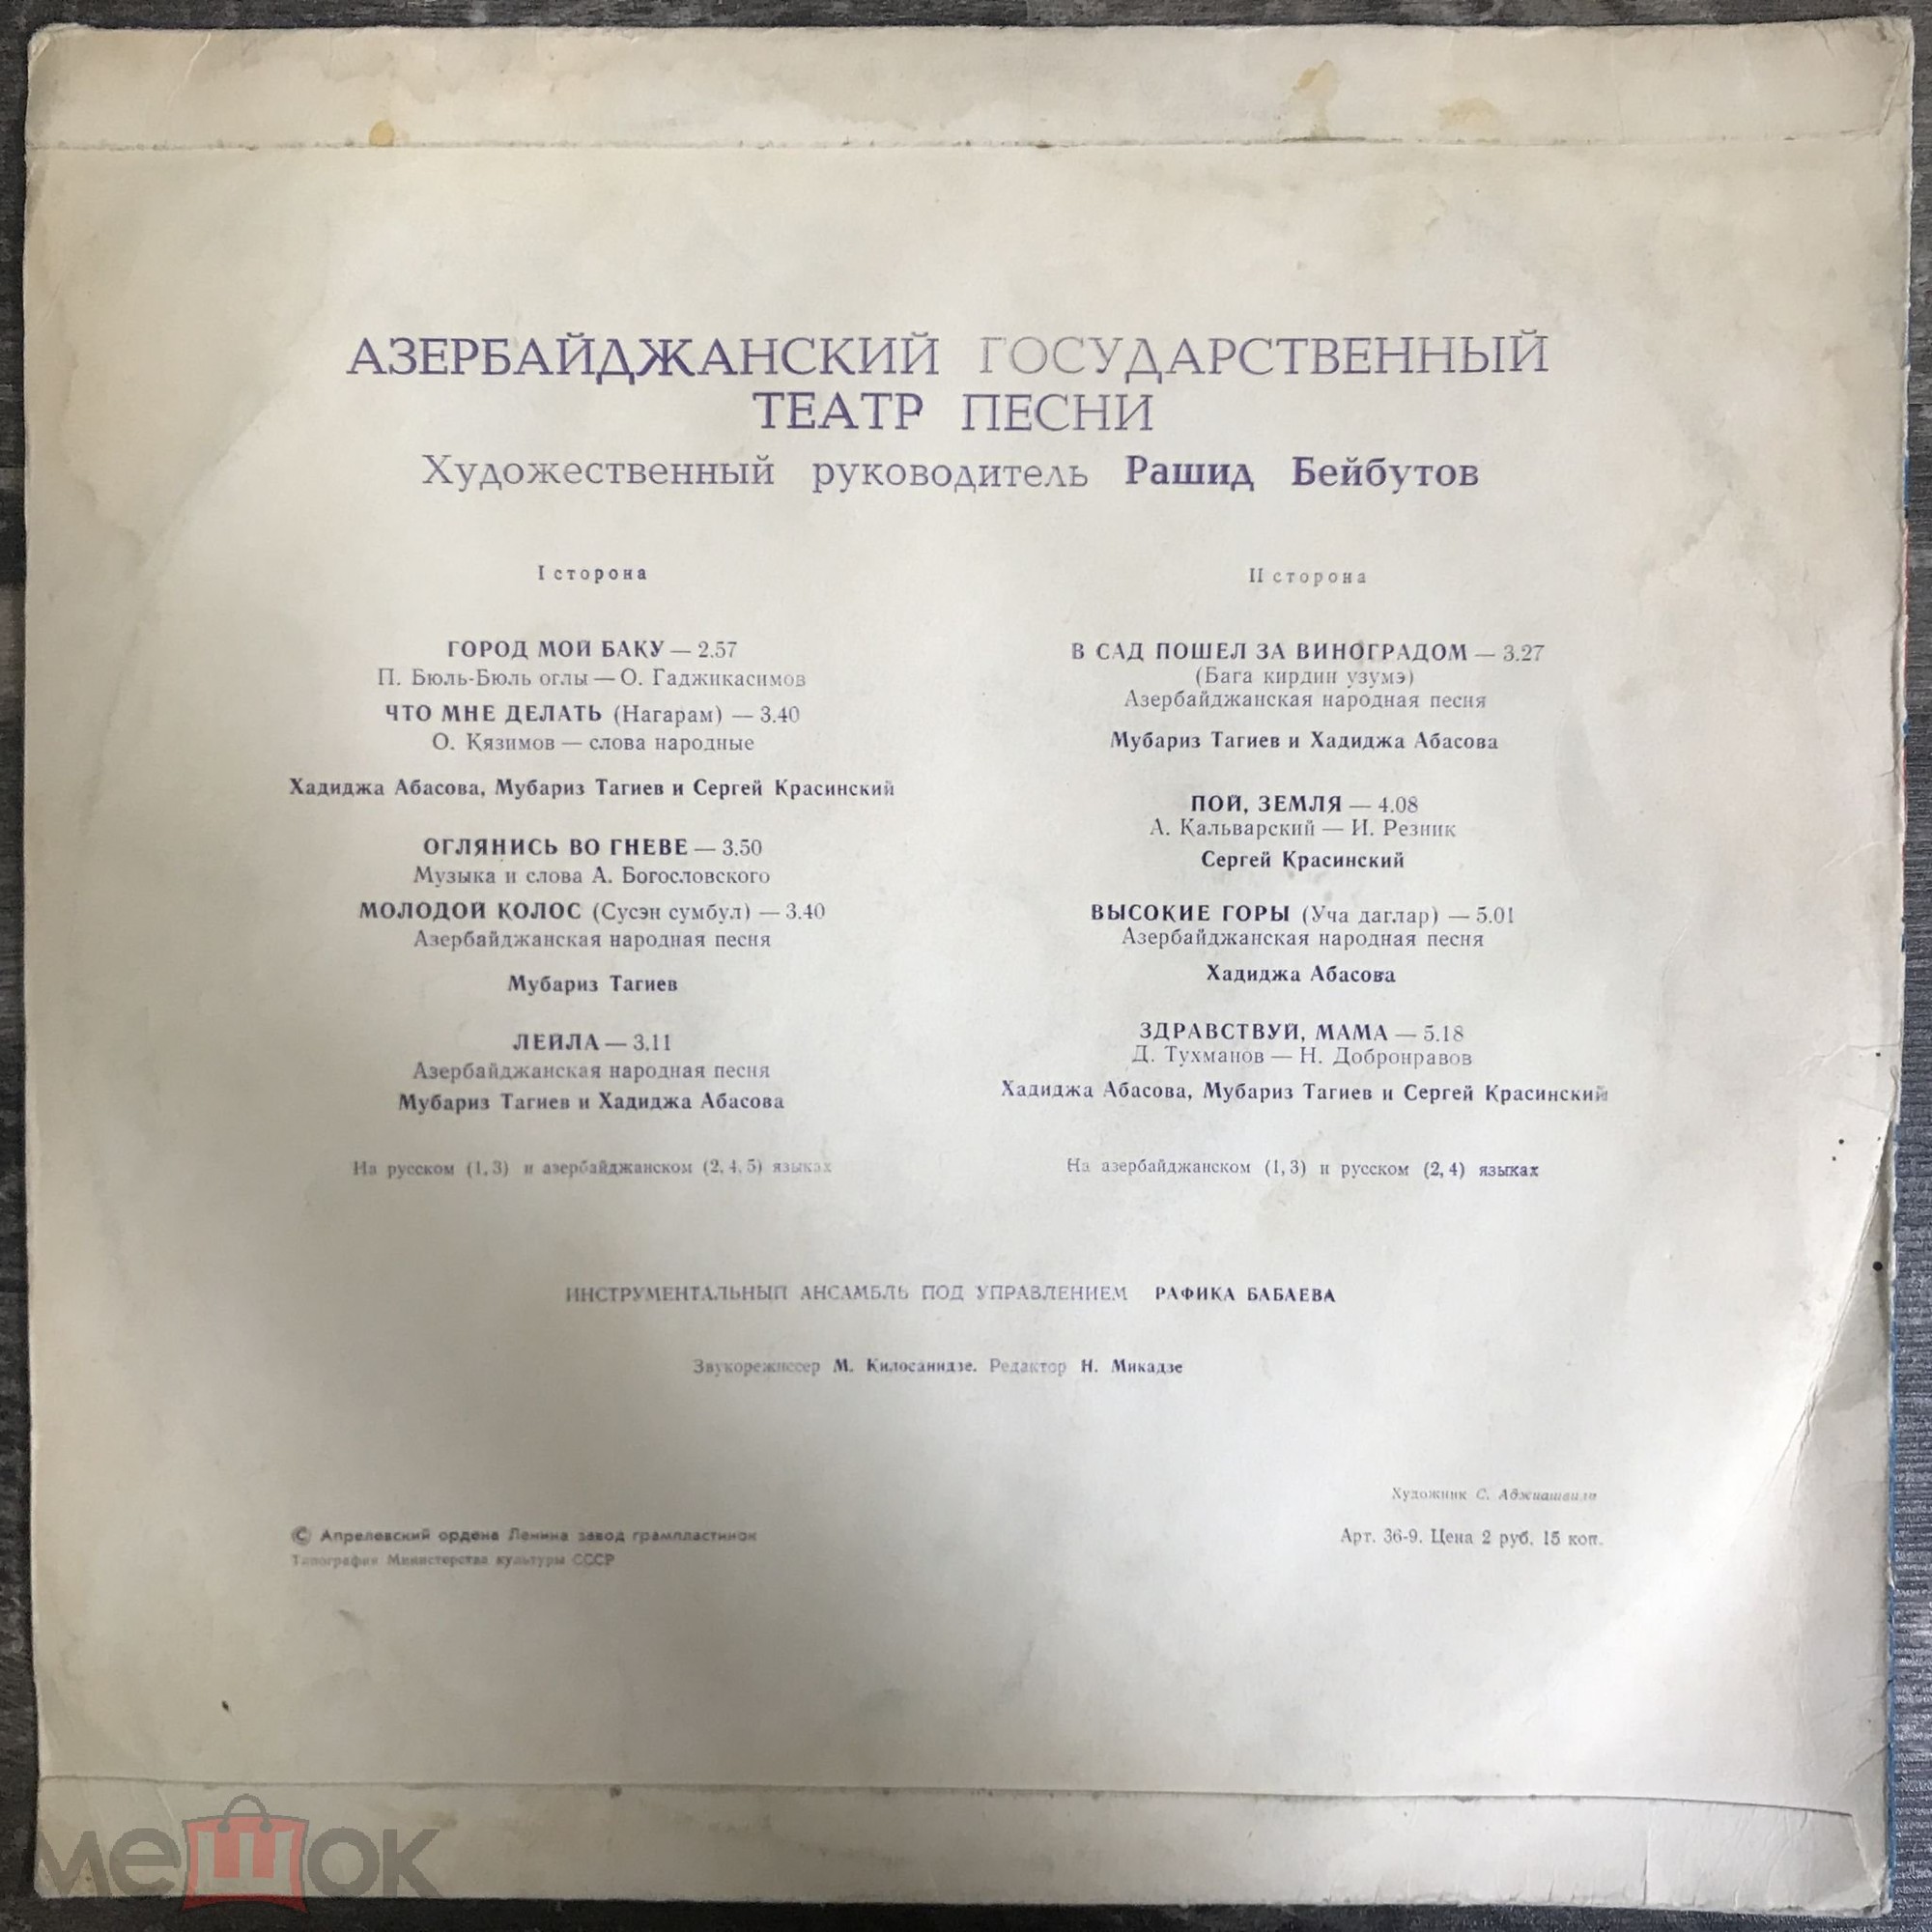 АЗЕРБАЙДЖАНСКИЙ ГОСУДАРСТВЕННЫЙ
ТЕАТР ПЕСНИ
Художественный руководитель Рашид Бейбутов
I сторона
ГОРОД МОЙ БАКУ — 2.57
П. Бюль-Бюль оглы — О. Гаджикасимов
ЧТО МНЕ ДЕЛАТЬ (Нагарам) — 3.40
О. Кязимов — слова народные
Хадиджа Абасова, Мубариз Тагиев и Сергей Красинский
ОГЛЯНИСЬ ВО ГНЕВЕ — 3.50
Музыка и слова А. Богословского
МОЛОДОЙ КОЛОС (Сусэн сумбул) — 3.40
Азербайджанская народная песня
Мубариз Тагиев
ЛЕЙЛА — 3.11
Азербайджанская народная песня
Мубариз Тагиев и Хадиджа Абасова
На русском (1, 3) и азербайджанском (2, 4, 5) языках
II сторона
В САД ПОШЕЛ ЗА ВИНОГРАДОМ — 3.27
(Бага кирдин узумэ)
Азербайджанская народная песня
Мубариз Тагиев и Хадиджа Абасова
ПОЙ, ЗЕМЛЯ — 4.08
А. Кальварский — И. Резник
Сергей Красинский
ВЫСОКИЕ ГОРЫ (Уча даглар) — 5.01
Азербайджанская народная песня
Хадиджа Абасова
ЗДРАВСТВУЙ, МАМА — 5.18
Д. Тухманов — Н. Добронравов
Хадиджа Абасова, Мубариз Тагиев и Сергей Красинский
На азербайджанском (1, 3) и русском (2, 4) языках
ИНСТРУМЕНТАЛЬНЫЙ АНСАМБЛЬ ПОД УПРАВЛЕНИЕМ РАФИКА БАБАЕВА
Звукорежиссер М. Килосанидзе. Редактор Н. Микадзе
Художник С. Аджиашвили
© Апрелевский ордена Ленина завод грампластинок
Арт. 36-9. Цена 2 руб. 15 коп.
Типография Министерства культуры СССР
мешок